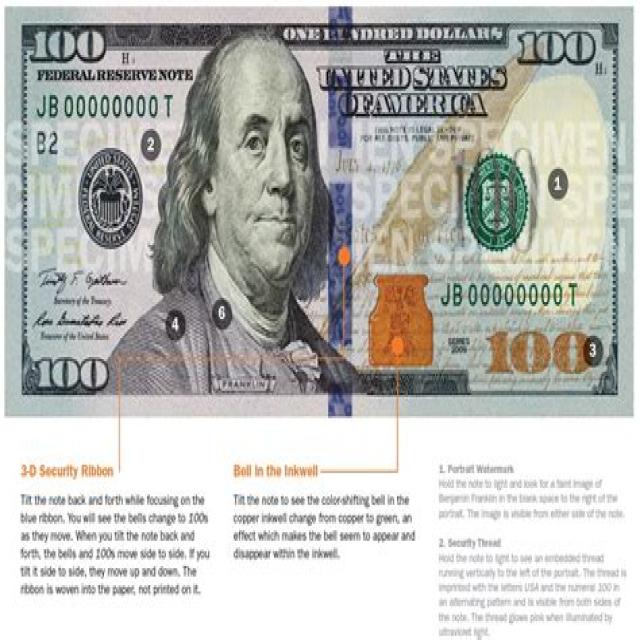 100
H₁
ONE HUNDRED DOLLARS
100
H₁
FEDERAL RESERVE NOTE
THE
UNITED STATES
OF AMERICA
JB 00000000 T
B2
2
SPECIMEN
1
4
6
JB 00000000 T
Secretary of the Treasury
Treasurer of the United States
SERIES
2009
100
3
100
FRANKLIN
3-D Security Ribbon
Tilt the note back and forth while focusing on the
blue ribbon. You will see the bells change to 100s
as they move. When you tilt the note back and
forth, the bells and 100s move side to side. If you
tilt it side to side, they move up and down. The
ribbon is woven into the paper, not printed on it.
Bell in the Inkwell
Tilt the note to see the color-shifting bell in the
copper inkwell change from copper to green, an
effect which makes the bell seem to appear and
disappear within the inkwell.
1. Portrait Watermark
Hold the note to light and look for a faint image of
Benjamin Franklin in the blank space to the right of the
portrait. The image is visible from either side of the note.
2. Security Thread
Hold the note to light to see an embedded thread
running vertically to the left of the portrait. The thread is
imprinted with the letters USA and the numeral 100 in
an alternating pattern and is visible from both sides of
the note. The thread glows pink when illuminated by
ultraviolet light.